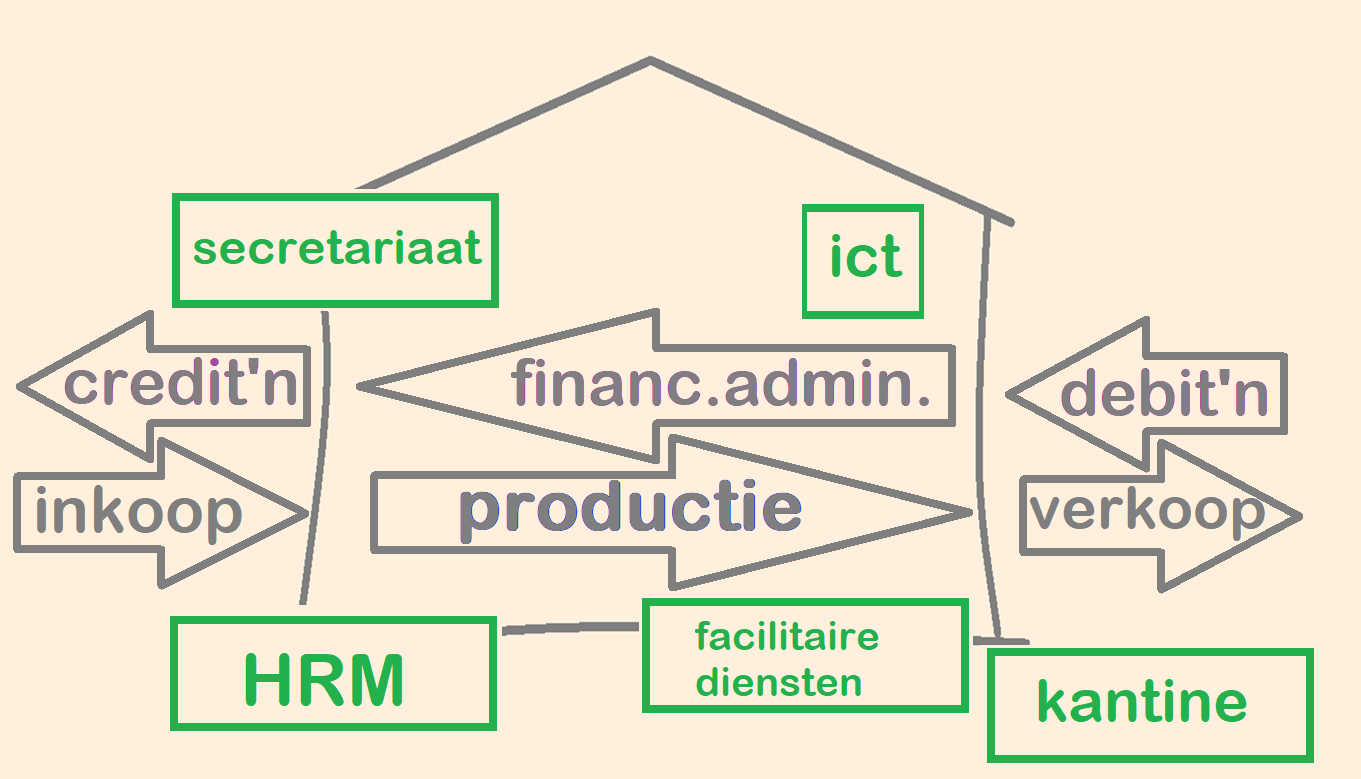 secretariaat
ict
credit'n
financ.admin.
debit'n
inkoop
productie
verkoop
HRM
facilitaire
diensten
kantine